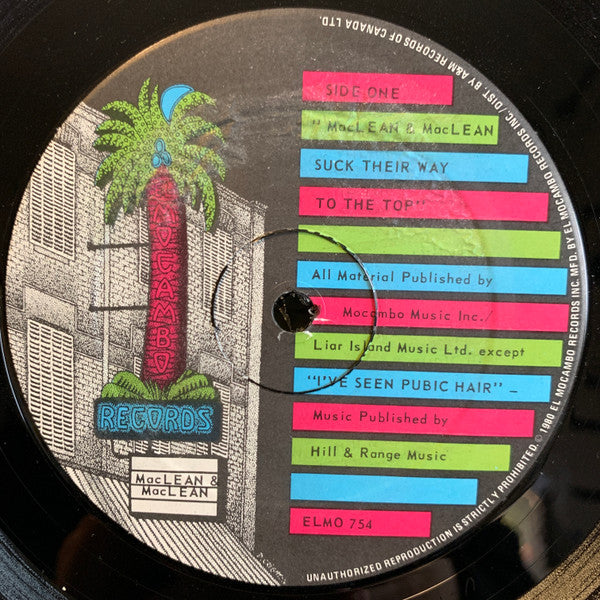 EL MOCAMBO
RECORDS
MacLEAN &
MacLEAN
SIDE ONE
" MacLEAN & MacLEAN
SUCK THEIR WAY
TO THE TOP"
All Material Published by
Mocambo Music Inc./
Liar Island Music Ltd. except
"I'VE SEEN PUBIC HAIR" –
Music Published by
Hill & Range Music
ELMO 754
UNAUTHORIZED REPRODUCTION IS STRICTLY PROHIBITED. © 1980 EL MOCAMBO RECORDS INC. MFD. BY EL MOCAMBO RECORDS INC./DIST. BY A&M RECORDS OF CANADA LTD.